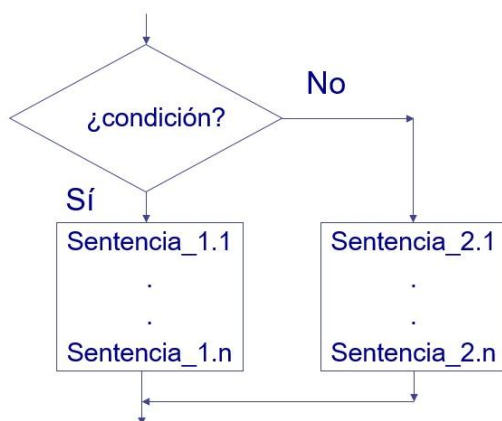 No
¿condición?
Sí
Sentencia_1.1
.
.
Sentencia_1.n
Sentencia_2.1
.
.
Sentencia_2.n